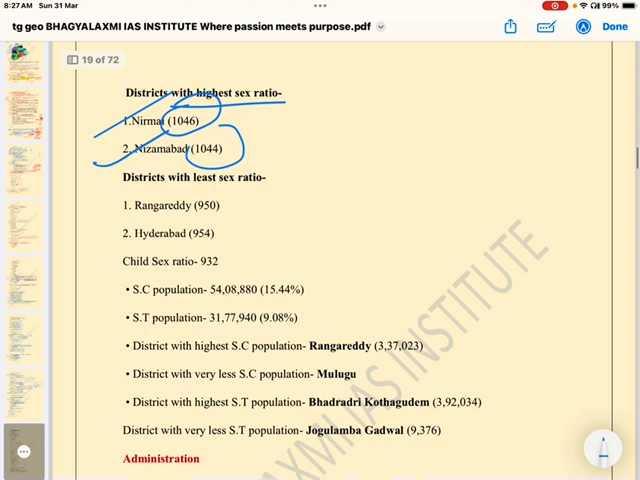 8:27 AM Sun 31 Mar
99%
tg geo BHAGYALAXMI IAS INSTITUTE Where passion meets purpose.pdf
Done
19 of 72
Districts with highest sex ratio-
1.Nirmal (1046)
2. Nizamabad (1044)
Districts with least sex ratio-
1. Rangareddy (950)
2. Hyderabad (954)
Child Sex ratio- 932
• S.C population- 54,08,880 (15.44%)
• S.T population- 31,77,940 (9.08%)
• District with highest S.C population- Rangareddy (3,37,023)
• District with very less S.C population- Mulugu
• District with highest S.T population- Bhadradri Kothagudem (3,92,034)
District with very less S.T population- Jogulamba Gadwal (9,376)
Administration
LAXMI IAS INSTITUTE